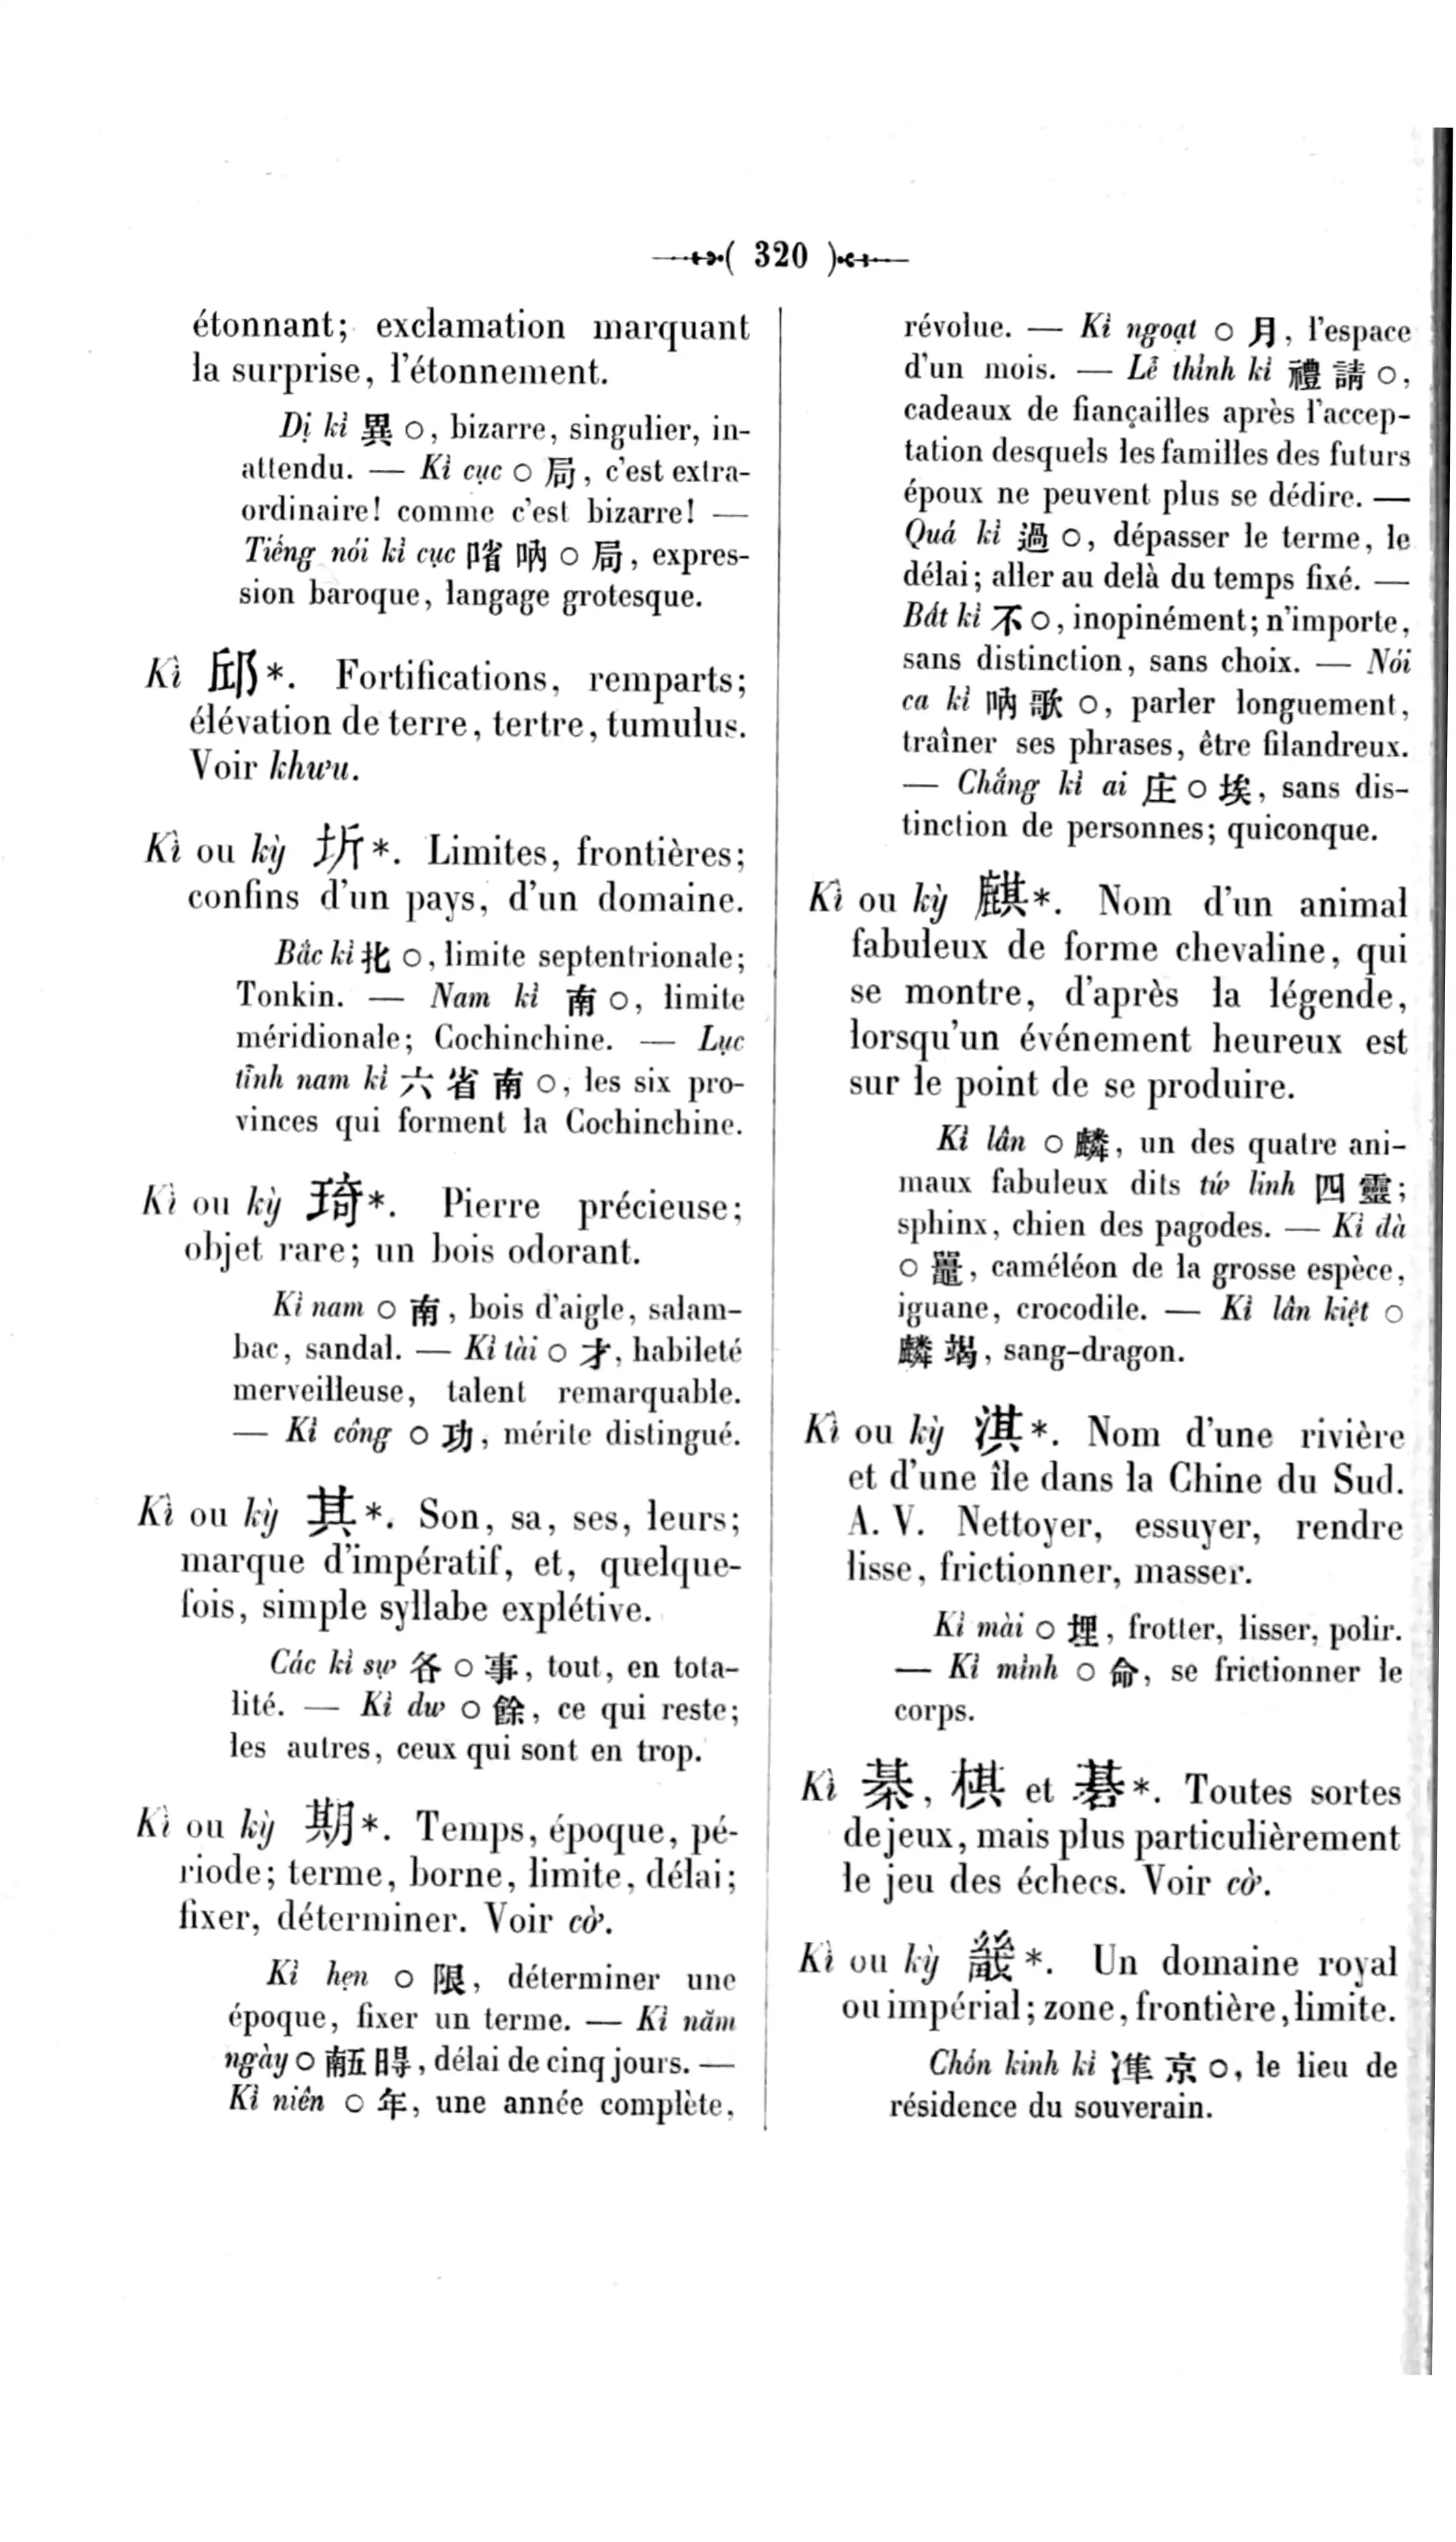 ( 320 )
étonnant; exclamation marquant
la surprise, l'étonnement.
Dị kì 異 ○, bizarre, singulier, in-
attendu. — Kì cục ○ 局, c'est extra-
ordinaire! comme c'est bizarre! —
Tiếng nói kì cục 㗂 吶 ○ 局, expres-
sion baroque, langage grotesque.
Kì 邱*. Fortifications, remparts;
élévation de terre, tertre, tumulus.
Voir khưu.
Kì ou kỳ 圻*. Limites, frontières;
confins d'un pays, d'un domaine.
Bắc kì 北 ○, limite septentrionale;
Tonkin. — Nam kì 南 ○, limite
méridionale; Cochinchine. — Lục
tỉnh nam kì 六 省 南 ○, les six pro-
vinces qui forment la Cochinchine.
Kì ou kỳ 琦*. Pierre précieuse;
objet rare; un bois odorant.
Kì nam ○ 南, bois d'aigle, salam-
bac, sandal. — Kì tài ○ 才, habileté
merveilleuse, talent remarquable.
— Kì công ○ 功, mérite distingué.
Kì ou kỳ 其*. Son, sa, ses, leurs;
marque d'impératif, et, quelque-
fois, simple syllabe explétive.
Các kì sự 各 ○ 事, tout, en tota-
lité. — Kì dư ○ 餘, ce qui reste;
les autres, ceux qui sont en trop.
Kì ou kỳ 期*. Temps, époque, pé-
riode; terme, borne, limite, délai;
fixer, déterminer. Voir cờ.
Kì hẹn ○ 限, déterminer une
époque, fixer un terme. — Kì năm
ngày ○ 𠄼 𣈜, délai de cinq jours. —
Kì niên ○ 年, une année complète,
révolue. — Kì ngoạt ○ 月, l'espace
d'un mois. — Lễ thỉnh kì 禮 請 ○,
cadeaux de fiançailles après l'accep-
tation desquels les familles des futurs
époux ne peuvent plus se dédire. —
Quá kì 過 ○, dépasser le terme, le
délai; aller au delà du temps fixé. —
Bất kì 不 ○, inopinément; n'importe,
sans distinction, sans choix. — Nói
ca kì 吶 歌 ○, parler longuement,
traîner ses phrases, être filandreux.
— Chẳng kì ai 庄 ○ 埃, sans dis-
tinction de personnes; quiconque.
Kì ou kỳ 麒*. Nom d'un animal
fabuleux de forme chevaline, qui
se montre, d'après la légende,
lorsqu'un événement heureux est
sur le point de se produire.
Kì lân ○ 麟, un des quatre ani-
maux fabuleux dits tứ linh 四 靈;
sphinx, chien des pagodes. — Kì đà
○ 鼉, caméléon de la grosse espèce,
iguane, crocodile. — Kì lân kiệt ○
麟 竭, sang-dragon.
Kì ou kỳ 淇*. Nom d'une rivière
et d'une île dans la Chine du Sud.
A. V. Nettoyer, essuyer, rendre
lisse, frictionner, masser.
Kì mài ○ 埋, frotter, lisser, polir.
— Kì mình ○ 命, se frictionner le
corps.
Kì 棊, 棋 et 碁*. Toutes sortes
de jeux, mais plus particulièrement
le jeu des échecs. Voir cờ.
Kì ou kỳ 畿*. Un domaine royal
ou impérial; zone, frontière, limite.
Chốn kinh kì 准 京 ○, le lieu de
résidence du souverain.